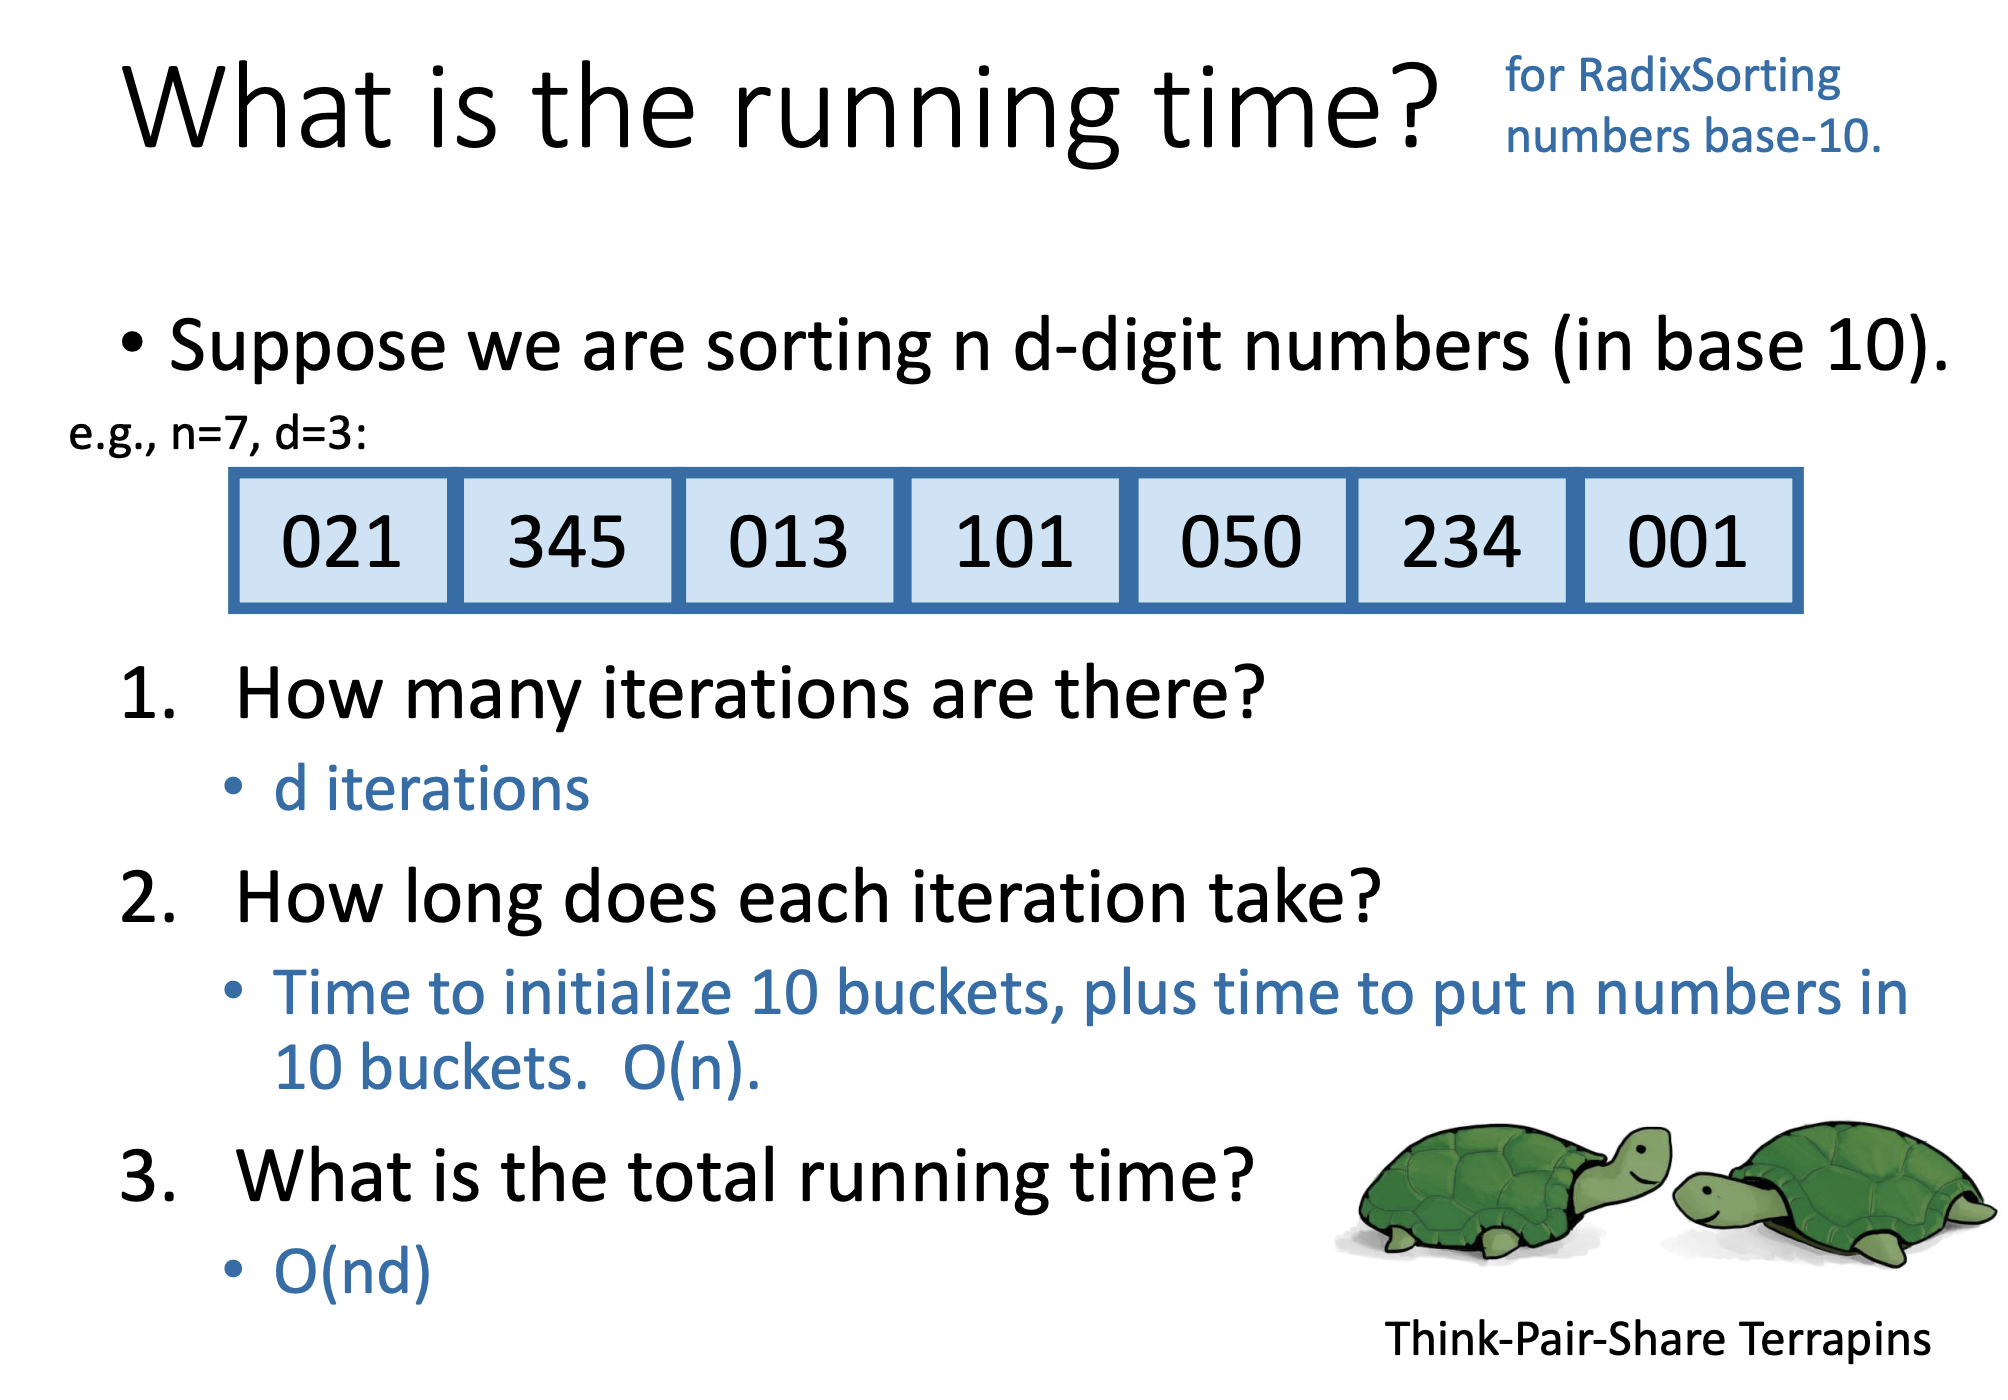 What is the running time?
for RadixSorting
numbers base-10.
• Suppose we are sorting n d-digit numbers (in base 10).
e.g., n=7, d=3:
021 345 013 101 050 234 001
1. How many iterations are there?
• d iterations
2. How long does each iteration take?
• Time to initialize 10 buckets, plus time to put n numbers in
10 buckets. O(n).
3. What is the total running time?
• O(nd)
Think-Pair-Share Terrapins